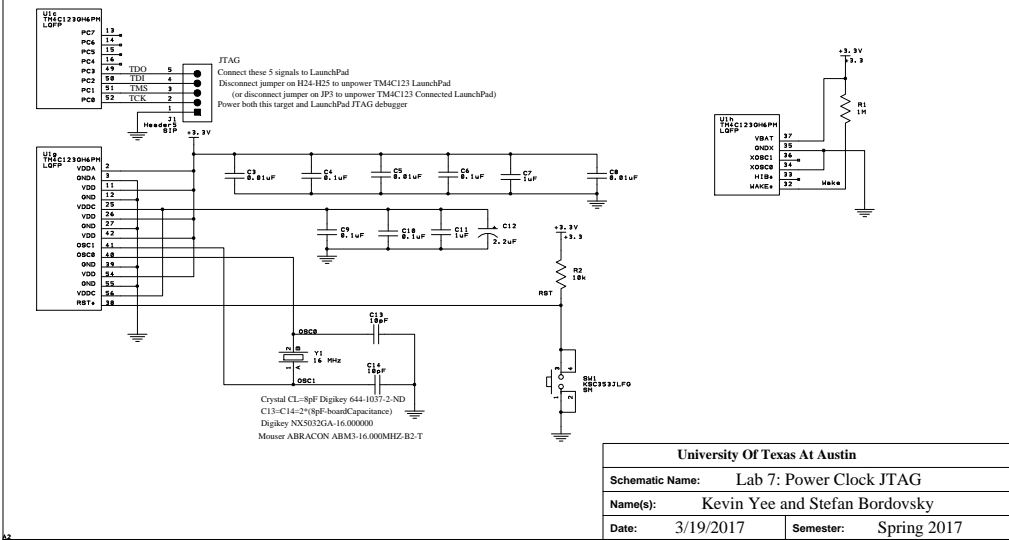 U1c
TM4C123GH6PM
LQFP
PC7 13
PC6 14
PC5 15
PC4 16
PC3 49 TDO 5
PC2 50 TDI 4
PC1 51 TMS 3
PC0 52 TCK 2
1
J1
Header5
SIP
JTAG
Connect these 5 signals to LaunchPad
Disconnect jumper on H24-H25 to unpower TM4C123 LaunchPad
(or disconnect jumper on JP3 to unpower TM4C123 Connected LaunchPad)
Power both this target and LaunchPad JTAG debugger
+3.3V
U1g
TM4C123GH6PM
LQFP
VDDA 2
GNDA 3
VDD 11
GND 12
VDDC 25
VDD 26
GND 27
VDD 42
OSC1 41
OSC0 40
GND 39
VDD 54
GND 55
VDDC 56
RST* 38
C3
0.01uF
C4
0.1uF
C5
0.01uF
C6
0.1uF
C7
1uF
C8
0.01uF
C9
0.1uF
C10
0.1uF
C11
1uF
C12
2.2uF
+3.3V
+3.3
R2
10k
RST
OSC0
C13
10pF
2 B
Y1
16 MHz
1 A
C14
10pF
OSC1
Crystal CL=8pF Digikey 644-1037-2-ND
C13=C14=2*(8pF-boardCapacitance)
Digikey NX5032GA-16.000000
Mouser ABRACON ABM3-16.000MHZ-B2-T
3 4
SW1
KSC353JLFG
SM
1 2
+3.3V
+3.3
R1
1M
U1h
TM4C123GH6PM
LQFP
VBAT 37
GNDX 35
XOSC1 36
XOSC0 34
HIB* 33
WAKE* 32 Wake
University Of Texas At Austin
Schematic Name: Lab 7: Power Clock JTAG
Name(s): Kevin Yee and Stefan Bordovsky
Date: 3/19/2017 Semester: Spring 2017
A2